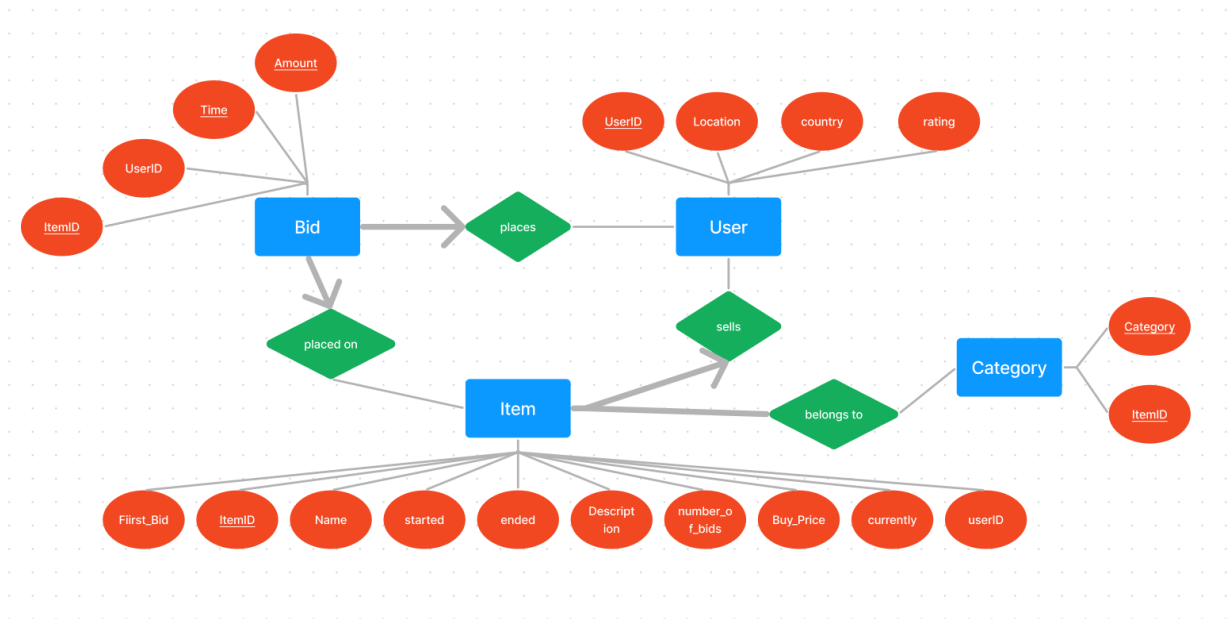 Amount
Time
UserID
ItemID
Bid
places
User
UserID
Location
country
rating
placed on
sells
Item
belongs to
Category
Category
ItemID
Fiirst_Bid
ItemID
Name
started
ended
Descript
ion
number_o
f_bids
Buy_Price
currently
userID